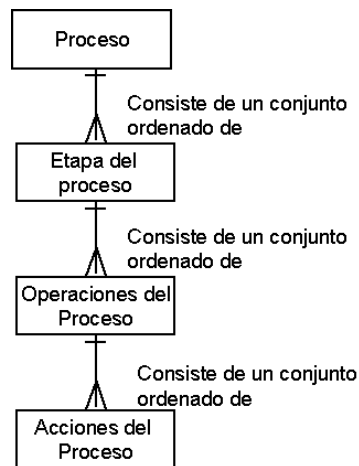 Proceso
Consiste de un conjunto
ordenado de
Etapa del
proceso
Consiste de un conjunto
ordenado de
Operaciones del
Proceso
Consiste de un conjunto
ordenado de
Acciones del
Proceso